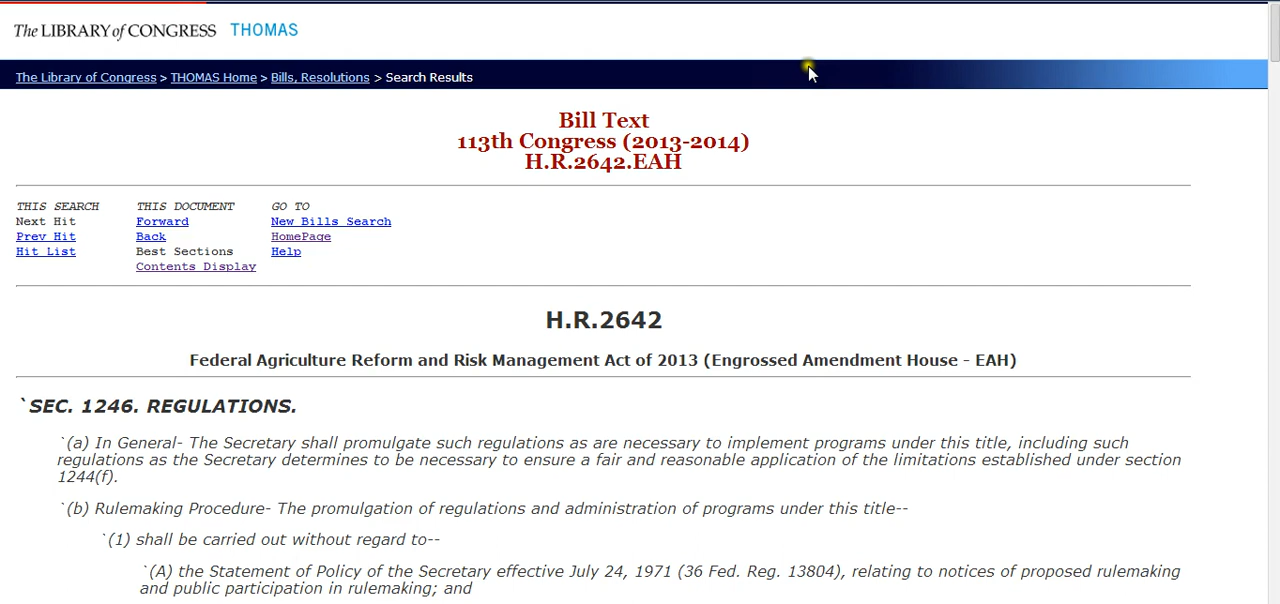 The LIBRARY of CONGRESS THOMAS
The Library of Congress > THOMAS Home > Bills, Resolutions > Search Results
Bill Text
113th Congress (2013-2014)
H.R.2642.EAH
THIS SEARCH THIS DOCUMENT GO TO
Next Hit Forward New Bills Search
Prev Hit Back HomePage
Hit List Best Sections Help
Contents Display
H.R.2642
Federal Agriculture Reform and Risk Management Act of 2013 (Engrossed Amendment House - EAH)
`SEC. 1246. REGULATIONS.
`(a) In General- The Secretary shall promulgate such regulations as are necessary to implement programs under this title, including such
regulations as the Secretary determines to be necessary to ensure a fair and reasonable application of the limitations established under section
1244(f).
`(b) Rulemaking Procedure- The promulgation of regulations and administration of programs under this title--
`(1) shall be carried out without regard to--
`(A) the Statement of Policy of the Secretary effective July 24, 1971 (36 Fed. Reg. 13804), relating to notices of proposed rulemaking
and public participation in rulemaking; and